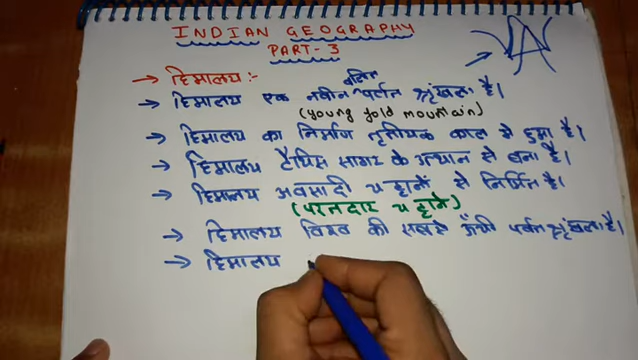 INDIAN GEOGRAPHY
PART-3
→ हिमालय :-
→ हिमालय एक नवीन वलित पर्वत श्रृंखला है।
(young fold mountain)
→ हिमालय का निर्माण तृतीयक काल मे हुआ है।
→ हिमालय टैथिस सागर के उत्थान से बना है।
→ हिमालय अवसादी चट्टानों से निर्मित है।
(परतदार चट्टाने)
→ हिमालय विश्व की सबसे ऊँची पर्वत श्रृंखला है।
→ हिमालय